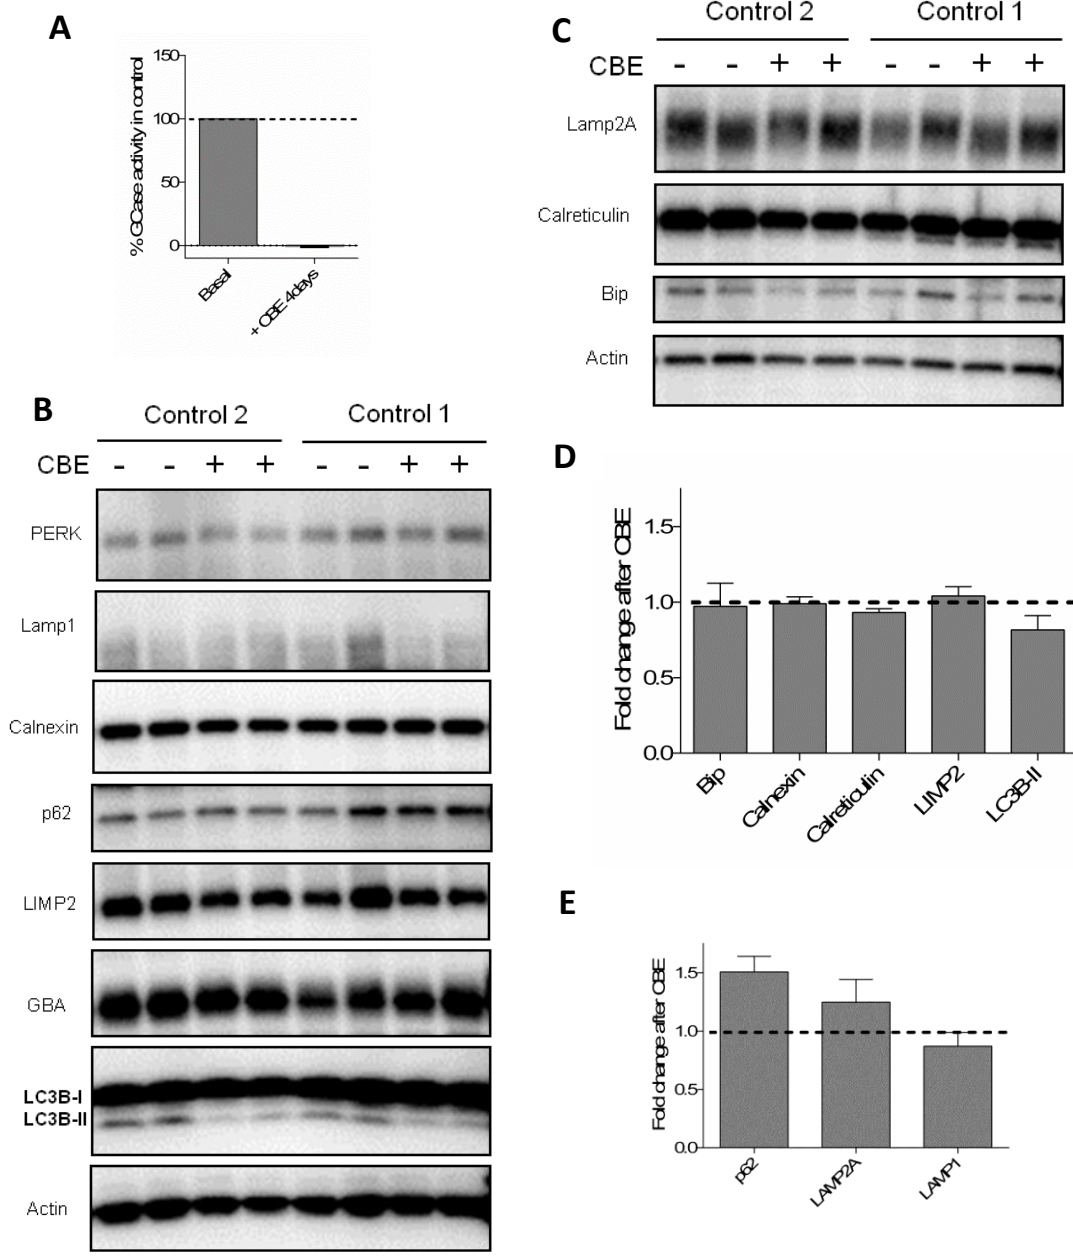 A
% GCase activity in control
150
100
50
0
Basal
+ CBE 4days
B
Control 2 Control 1
CBE - - + + - - + +
PERK
Lamp1
Calnexin
p62
LIMP2
GBA
LC3B-I
LC3B-II
Actin
C
Control 2 Control 1
CBE - - + + - - + +
Lamp2A
Calreticulin
Bip
Actin
D
Fold change after CBE
1.5
1.0
0.5
0.0
Bip
Calnexin
Calreticulin
LIMP2
LC3B-II
E
Fold change after CBE
1.5
1.0
0.5
0.0
p62
LAMP2A
LAMP1